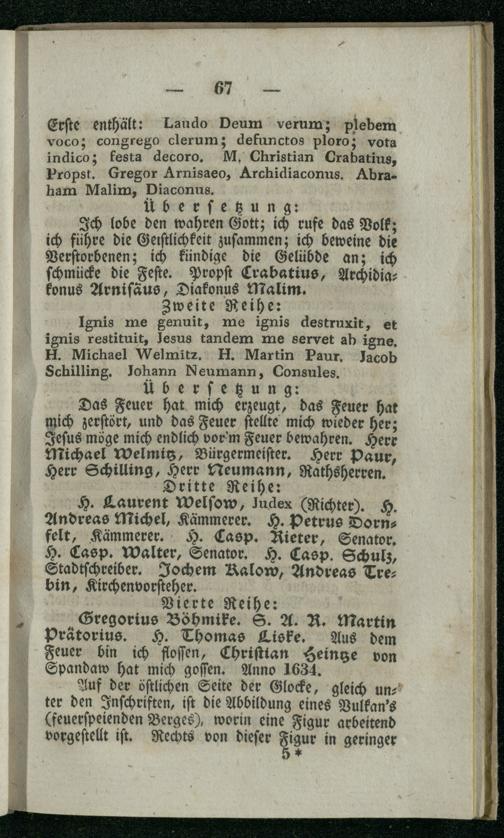 — 67 —
Erste enthält: Laudo Deum verum; plebem
voco; congrego clerum; defunctos ploro; vota
indico; festa decoro. M. Christian Crabatius,
Propst. Gregor Arnisaeo, Archidiaconus. Abra-
ham Malim, Diaconus.
Übersetzung:
Ich lobe den wahren Gott; ich rufe das Volk;
ich führe die Geistlichkeit zusammen; ich beweine die
Verstorbenen; ich kündige die Gelübde an; ich
schmücke die Feste. Propst Crabatius, Archidia-
konus Arnisäus, Diakonus Malim.
Zweite Reihe:
Ignis me genuit, me ignis destruxit, et
ignis restituit, Jesus tandem me servet ab igne.
H. Michael Welmitz. H. Martin Paur. Jacob
Schilling. Johann Neumann, Consules.
Übersetzung:
Das Feuer hat mich erzeugt, das Feuer hat
mich zerstört, und das Feuer stellte mich wieder her;
Jesus möge mich endlich vor'm Feuer bewahren. Herr
Michael Welmitz, Bürgermeister. Herr Paur,
Herr Schilling, Herr Neumann, Rathsherren.
Dritte Reihe:
H. Laurent Welsow, Judex (Richter). H.
Andreas Michel, Kämmerer. H. Petrus Dorn-
felt, Kämmerer. H. Casp. Rieter, Senator.
H. Casp. Walter, Senator. H. Casp. Schulz,
Stadtschreiber. Jochem Kalow, Andreas Tre-
bin, Kirchenvorsteher.
Vierte Reihe:
Gregorius Böhmike. S. A. R. Martin
Prätorius. H. Thomas Liske. Aus dem
Feuer bin ich flossen, Christian Heintze von
Spandaw hat mich gossen. Anno 1634.
Auf der östlichen Seite der Glocke, gleich un-
ter den Inschriften, ist die Abbildung eines Vulkan's
(feuerspeienden Berges), worin eine Figur arbeitend
vorgestellt ist. Rechts von dieser Figur in geringer
5*